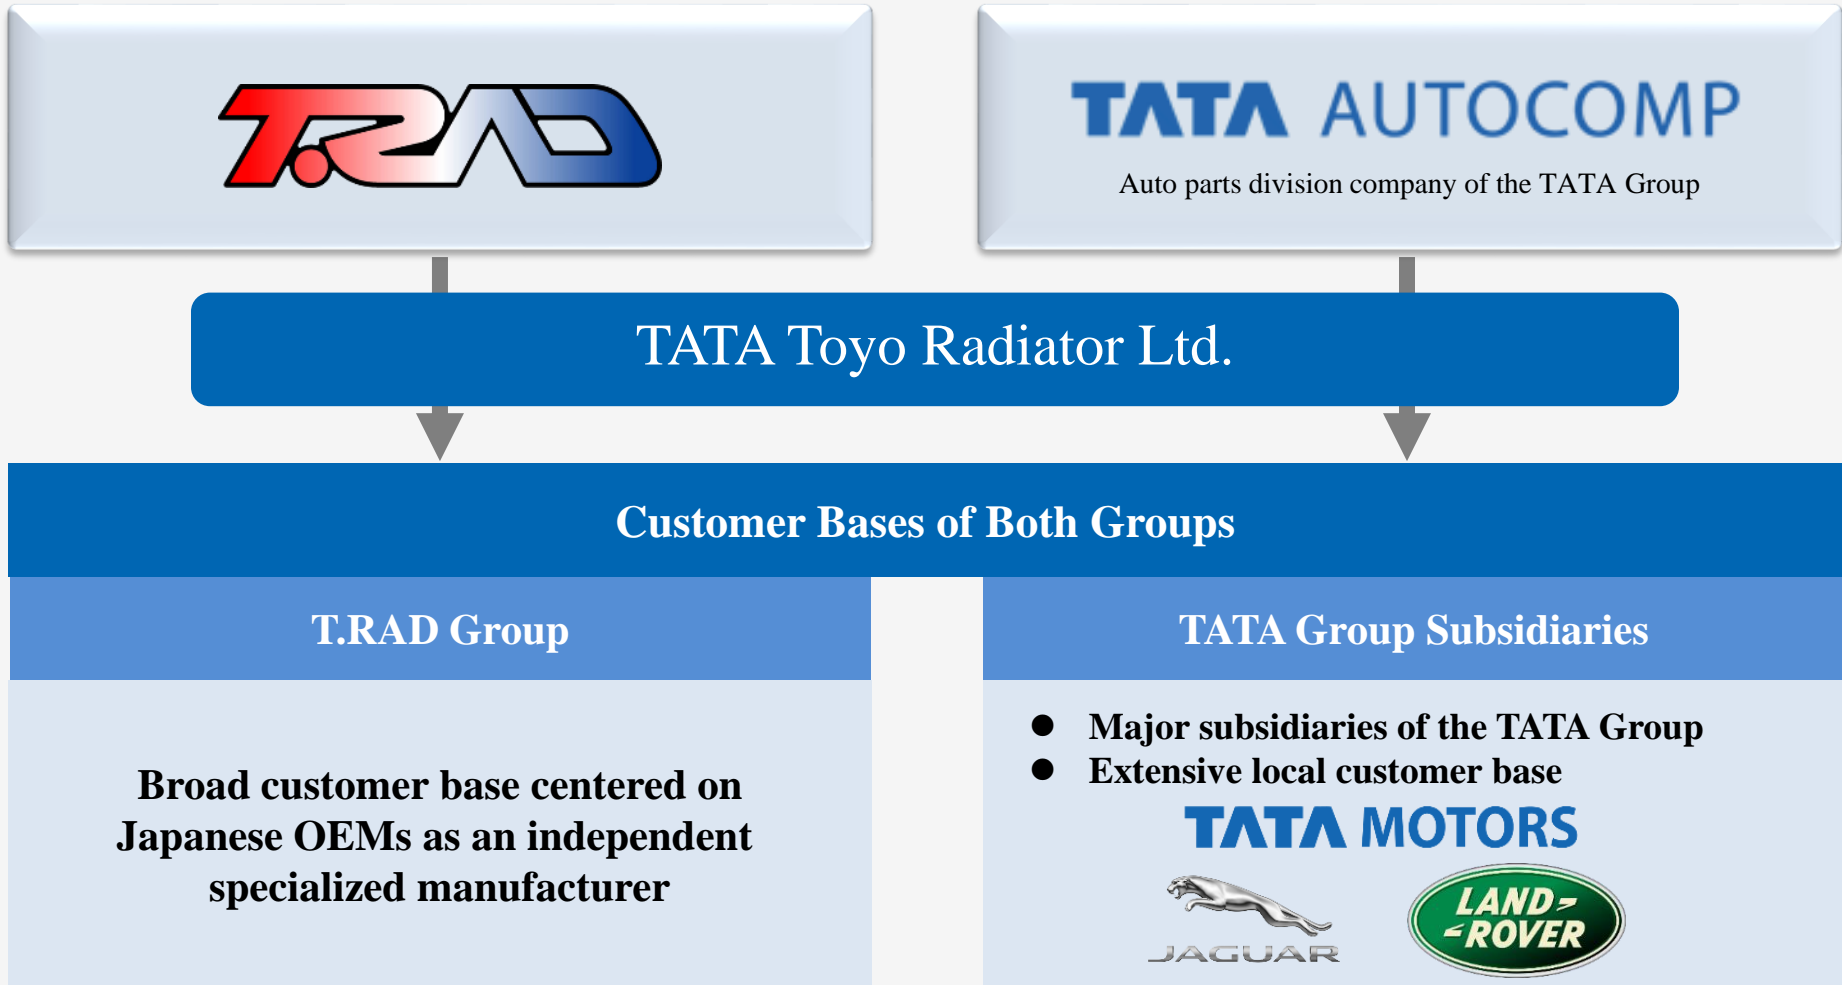 T.RAD
TATA AUTOCOMP
Auto parts division company of the TATA Group
TATA Toyo Radiator Ltd.
Customer Bases of Both Groups
T.RAD Group
Broad customer base centered on
Japanese OEMs as an independent
specialized manufacturer
TATA Group Subsidiaries
● Major subsidiaries of the TATA Group
● Extensive local customer base
TATA MOTORS
JAGUAR
LAND-
-ROVER